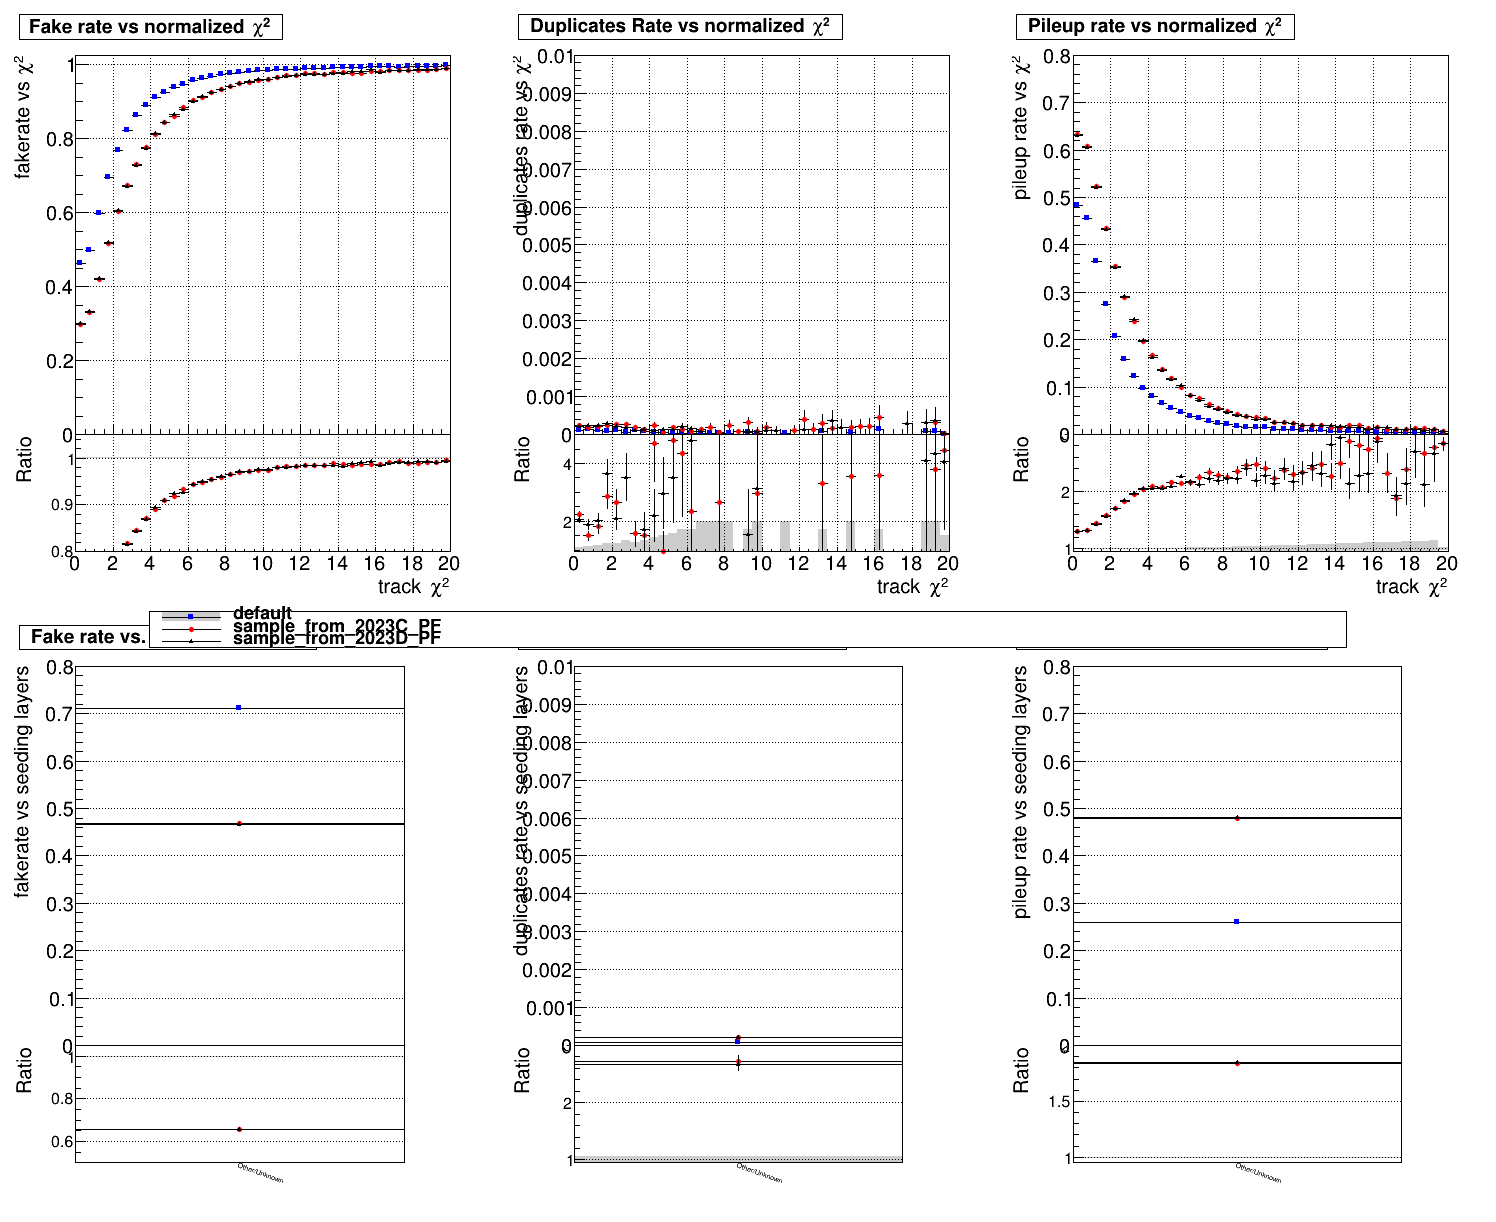 Fake rate vs normalized χ²
Duplicates Rate vs normalized χ²
Pileup rate vs normalized χ²
fakerate vs χ²
1
0.8
0.6
0.4
0.2
0
Ratio
1
0.9
0.8
0 2 4 6 8 10 12 14 16 18 20
track χ²
duplicates rate vs χ²
0.01
0.009
0.008
0.007
0.006
0.005
0.004
0.003
0.002
0.001
0
Ratio
4
2
0 2 4 6 8 10 12 14 16 18 20
track χ²
pileup rate vs χ²
0.8
0.7
0.6
0.5
0.4
0.3
0.2
0.1
0
Ratio
2
1
0 2 4 6 8 10 12 14 16 18 20
track χ²
default
sample_from_2023C_PF
sample_from_2023D_PF
Fake rate vs.
fakerate vs seeding layers
0.8
0.7
0.6
0.5
0.4
0.3
0.2
0.1
0
Ratio
1
0.8
0.6
Other/Unknown
duplicates rate vs seeding layers
0.01
0.009
0.008
0.007
0.006
0.005
0.004
0.003
0.002
0.001
0
Ratio
2
1
Other/Unknown
pileup rate vs seeding layers
0.8
0.7
0.6
0.5
0.4
0.3
0.2
0.1
0
Ratio
1.5
1
Other/Unknown